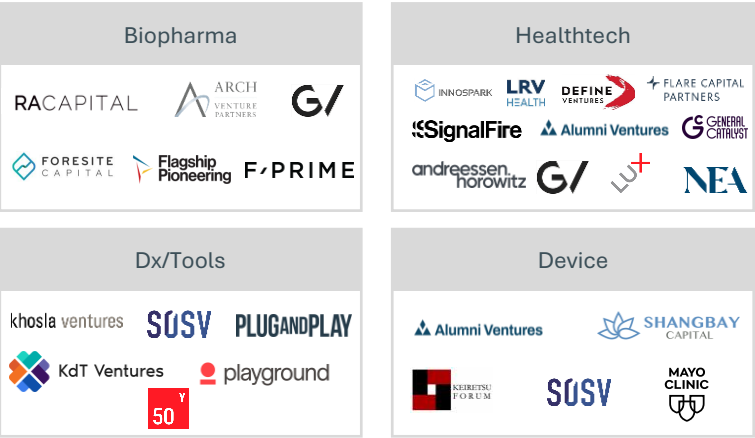 Biopharma
RACAPITAL
ARCH
VENTURE
PARTNERS
GV
FORESITE
CAPITAL
Flagship
Pioneering
F-PRIME
Healthtech
INNOSPARK
LRV
HEALTH
DEFINE
VENTURES
FLARE CAPITAL
PARTNERS
SignalFire
Alumni Ventures
GC GENERAL
CATALYST
andreessen.
horowitz
GV
LU+
NEA
Dx/Tools
khosla ventures
SOSV
PLUGANDPLAY
KdT Ventures
playground
50 Y
Device
Alumni Ventures
SHANGBAY
CAPITAL
KEIRETSU
FORUM
SOSV
MAYO
CLINIC